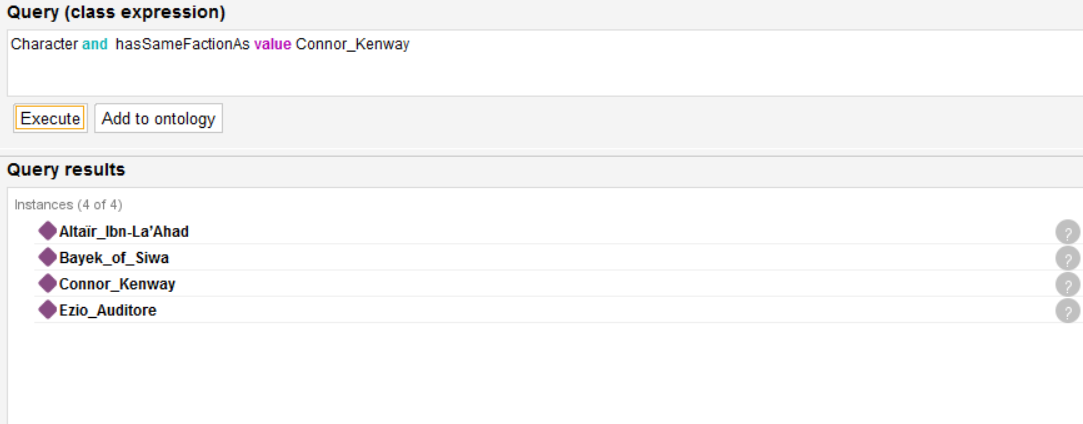 Query (class expression)
Character and hasSameFactionAs value Connor_Kenway
Execute Add to ontology
Query results
Instances (4 of 4)
Altaïr_Ibn-La'Ahad ?
Bayek_of_Siwa ?
Connor_Kenway ?
Ezio_Auditore ?